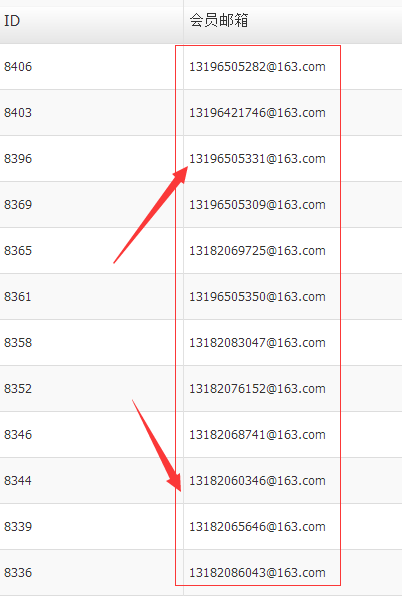 ID 会员邮箱
8406 13196505282@163.com
8403 13196421746@163.com
8396 13196505331@163.com
8369 13196505309@163.com
8365 13182069725@163.com
8361 13196505350@163.com
8358 13182083047@163.com
8352 13182076152@163.com
8346 13182068741@163.com
8344 13182060346@163.com
8339 13182065646@163.com
8336 13182086043@163.com